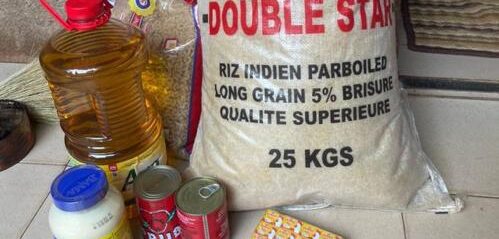 DOUBLE STAR
RIZ INDIEN PARBOILED
LONG GRAIN 5% BRISURE
QUALITE SUPERIEURE
25 KGS